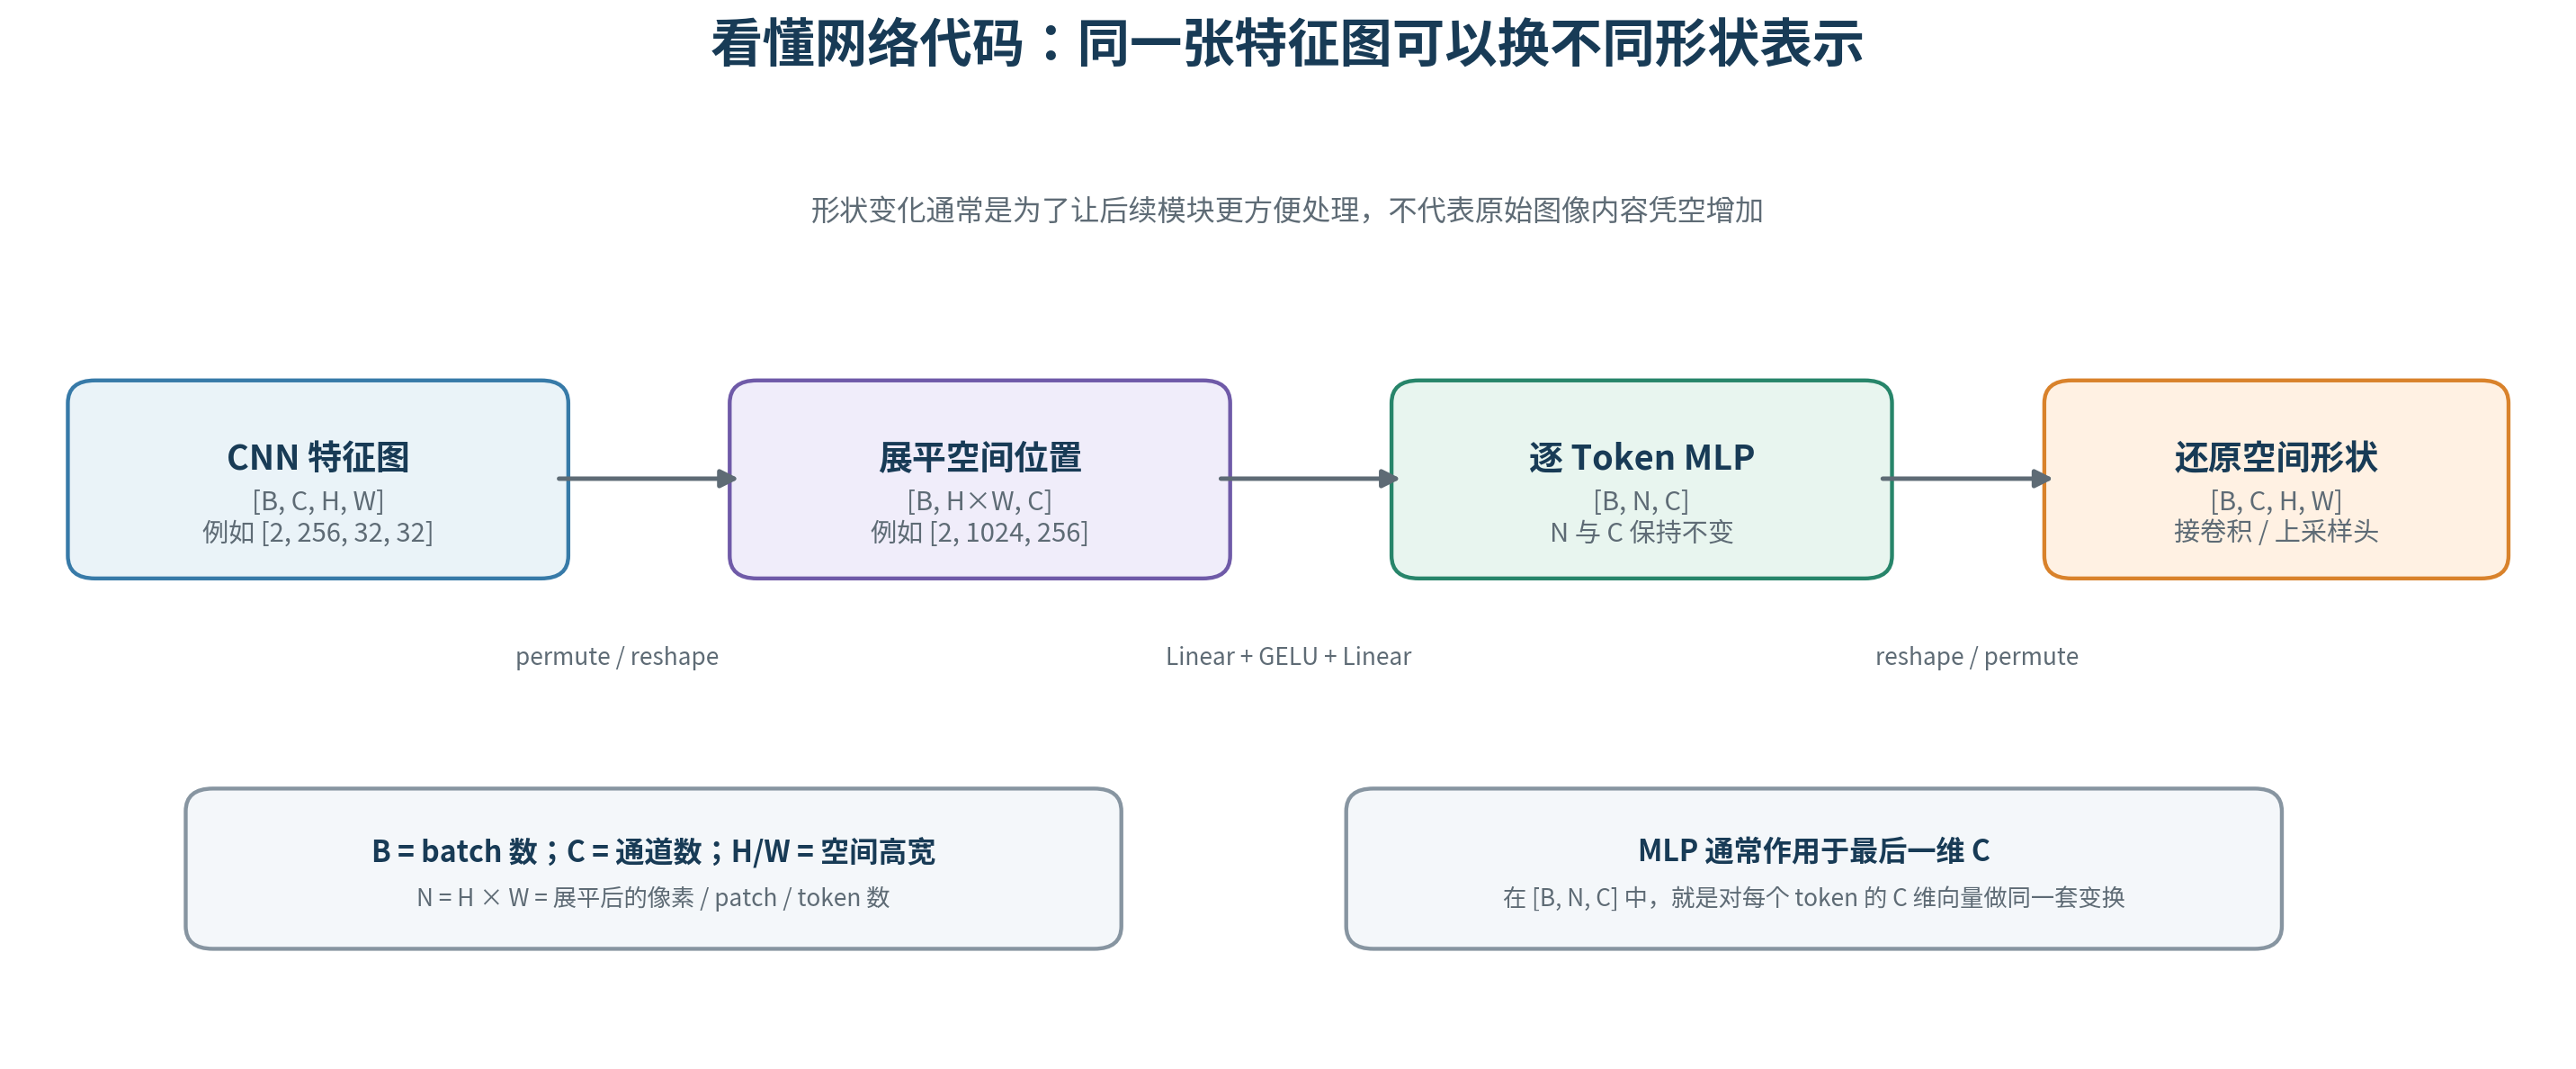 看懂网络代码：同一张特征图可以换不同形状表示
形状变化通常是为了让后续模块更方便处理，不代表原始图像内容凭空增加
CNN 特征图
[B, C, H, W]
例如 [2, 256, 32, 32]
展平空间位置
[B, H×W, C]
例如 [2, 1024, 256]
逐 Token MLP
[B, N, C]
N 与 C 保持不变
还原空间形状
[B, C, H, W]
接卷积 / 上采样头
permute / reshape
Linear + GELU + Linear
reshape / permute
B = batch 数；C = 通道数；H/W = 空间高宽
N = H × W = 展平后的像素 / patch / token 数
MLP 通常作用于最后一维 C
在 [B, N, C] 中，就是对每个 token 的 C 维向量做同一套变换